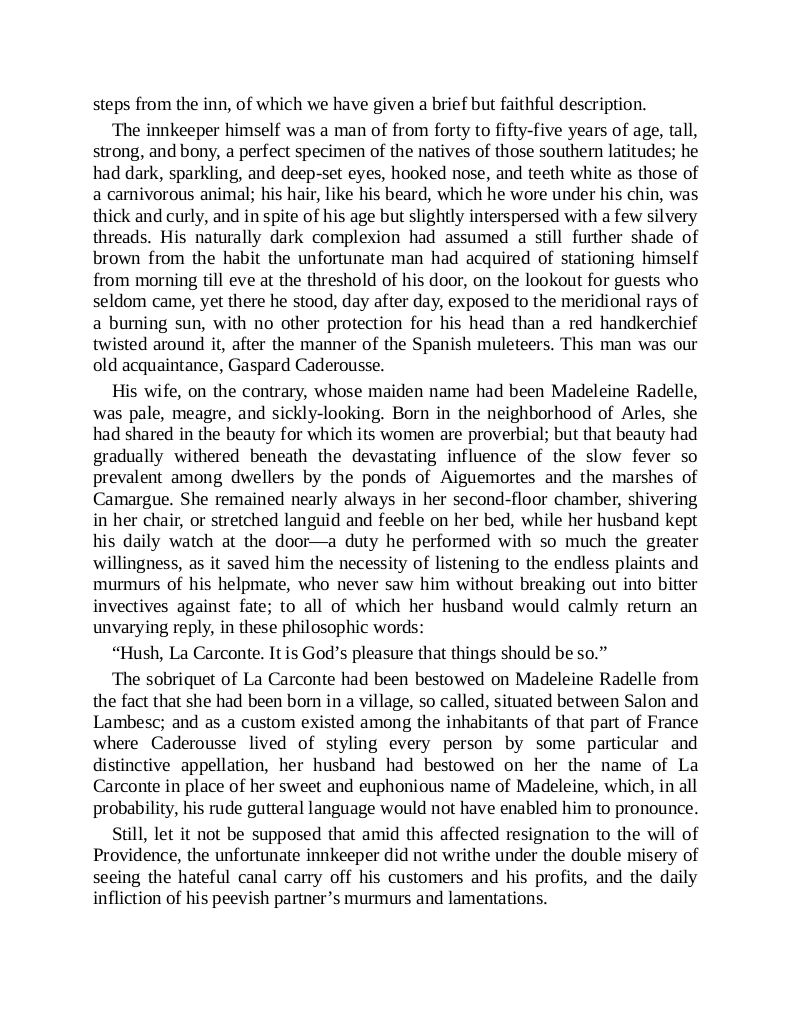 steps from the inn, of which we have given a brief but faithful description.
The innkeeper himself was a man of from forty to fifty-five years of age, tall,
strong, and bony, a perfect specimen of the natives of those southern latitudes; he
had dark, sparkling, and deep-set eyes, hooked nose, and teeth white as those of
a carnivorous animal; his hair, like his beard, which he wore under his chin, was
thick and curly, and in spite of his age but slightly interspersed with a few silvery
threads. His naturally dark complexion had assumed a still further shade of
brown from the habit the unfortunate man had acquired of stationing himself
from morning till eve at the threshold of his door, on the lookout for guests who
seldom came, yet there he stood, day after day, exposed to the meridional rays of
a burning sun, with no other protection for his head than a red handkerchief
twisted around it, after the manner of the Spanish muleteers. This man was our
old acquaintance, Gaspard Caderousse.
His wife, on the contrary, whose maiden name had been Madeleine Radelle,
was pale, meagre, and sickly-looking. Born in the neighborhood of Arles, she
had shared in the beauty for which its women are proverbial; but that beauty had
gradually withered beneath the devastating influence of the slow fever so
prevalent among dwellers by the ponds of Aiguemortes and the marshes of
Camargue. She remained nearly always in her second-floor chamber, shivering
in her chair, or stretched languid and feeble on her bed, while her husband kept
his daily watch at the door—a duty he performed with so much the greater
willingness, as it saved him the necessity of listening to the endless plaints and
murmurs of his helpmate, who never saw him without breaking out into bitter
invectives against fate; to all of which her husband would calmly return an
unvarying reply, in these philosophic words:
“Hush, La Carconte. It is God’s pleasure that things should be so.”
The sobriquet of La Carconte had been bestowed on Madeleine Radelle from
the fact that she had been born in a village, so called, situated between Salon and
Lambesc; and as a custom existed among the inhabitants of that part of France
where Caderousse lived of styling every person by some particular and
distinctive appellation, her husband had bestowed on her the name of La
Carconte in place of her sweet and euphonious name of Madeleine, which, in all
probability, his rude gutteral language would not have enabled him to pronounce.
Still, let it not be supposed that amid this affected resignation to the will of
Providence, the unfortunate innkeeper did not writhe under the double misery of
seeing the hateful canal carry off his customers and his profits, and the daily
infliction of his peevish partner’s murmurs and lamentations.